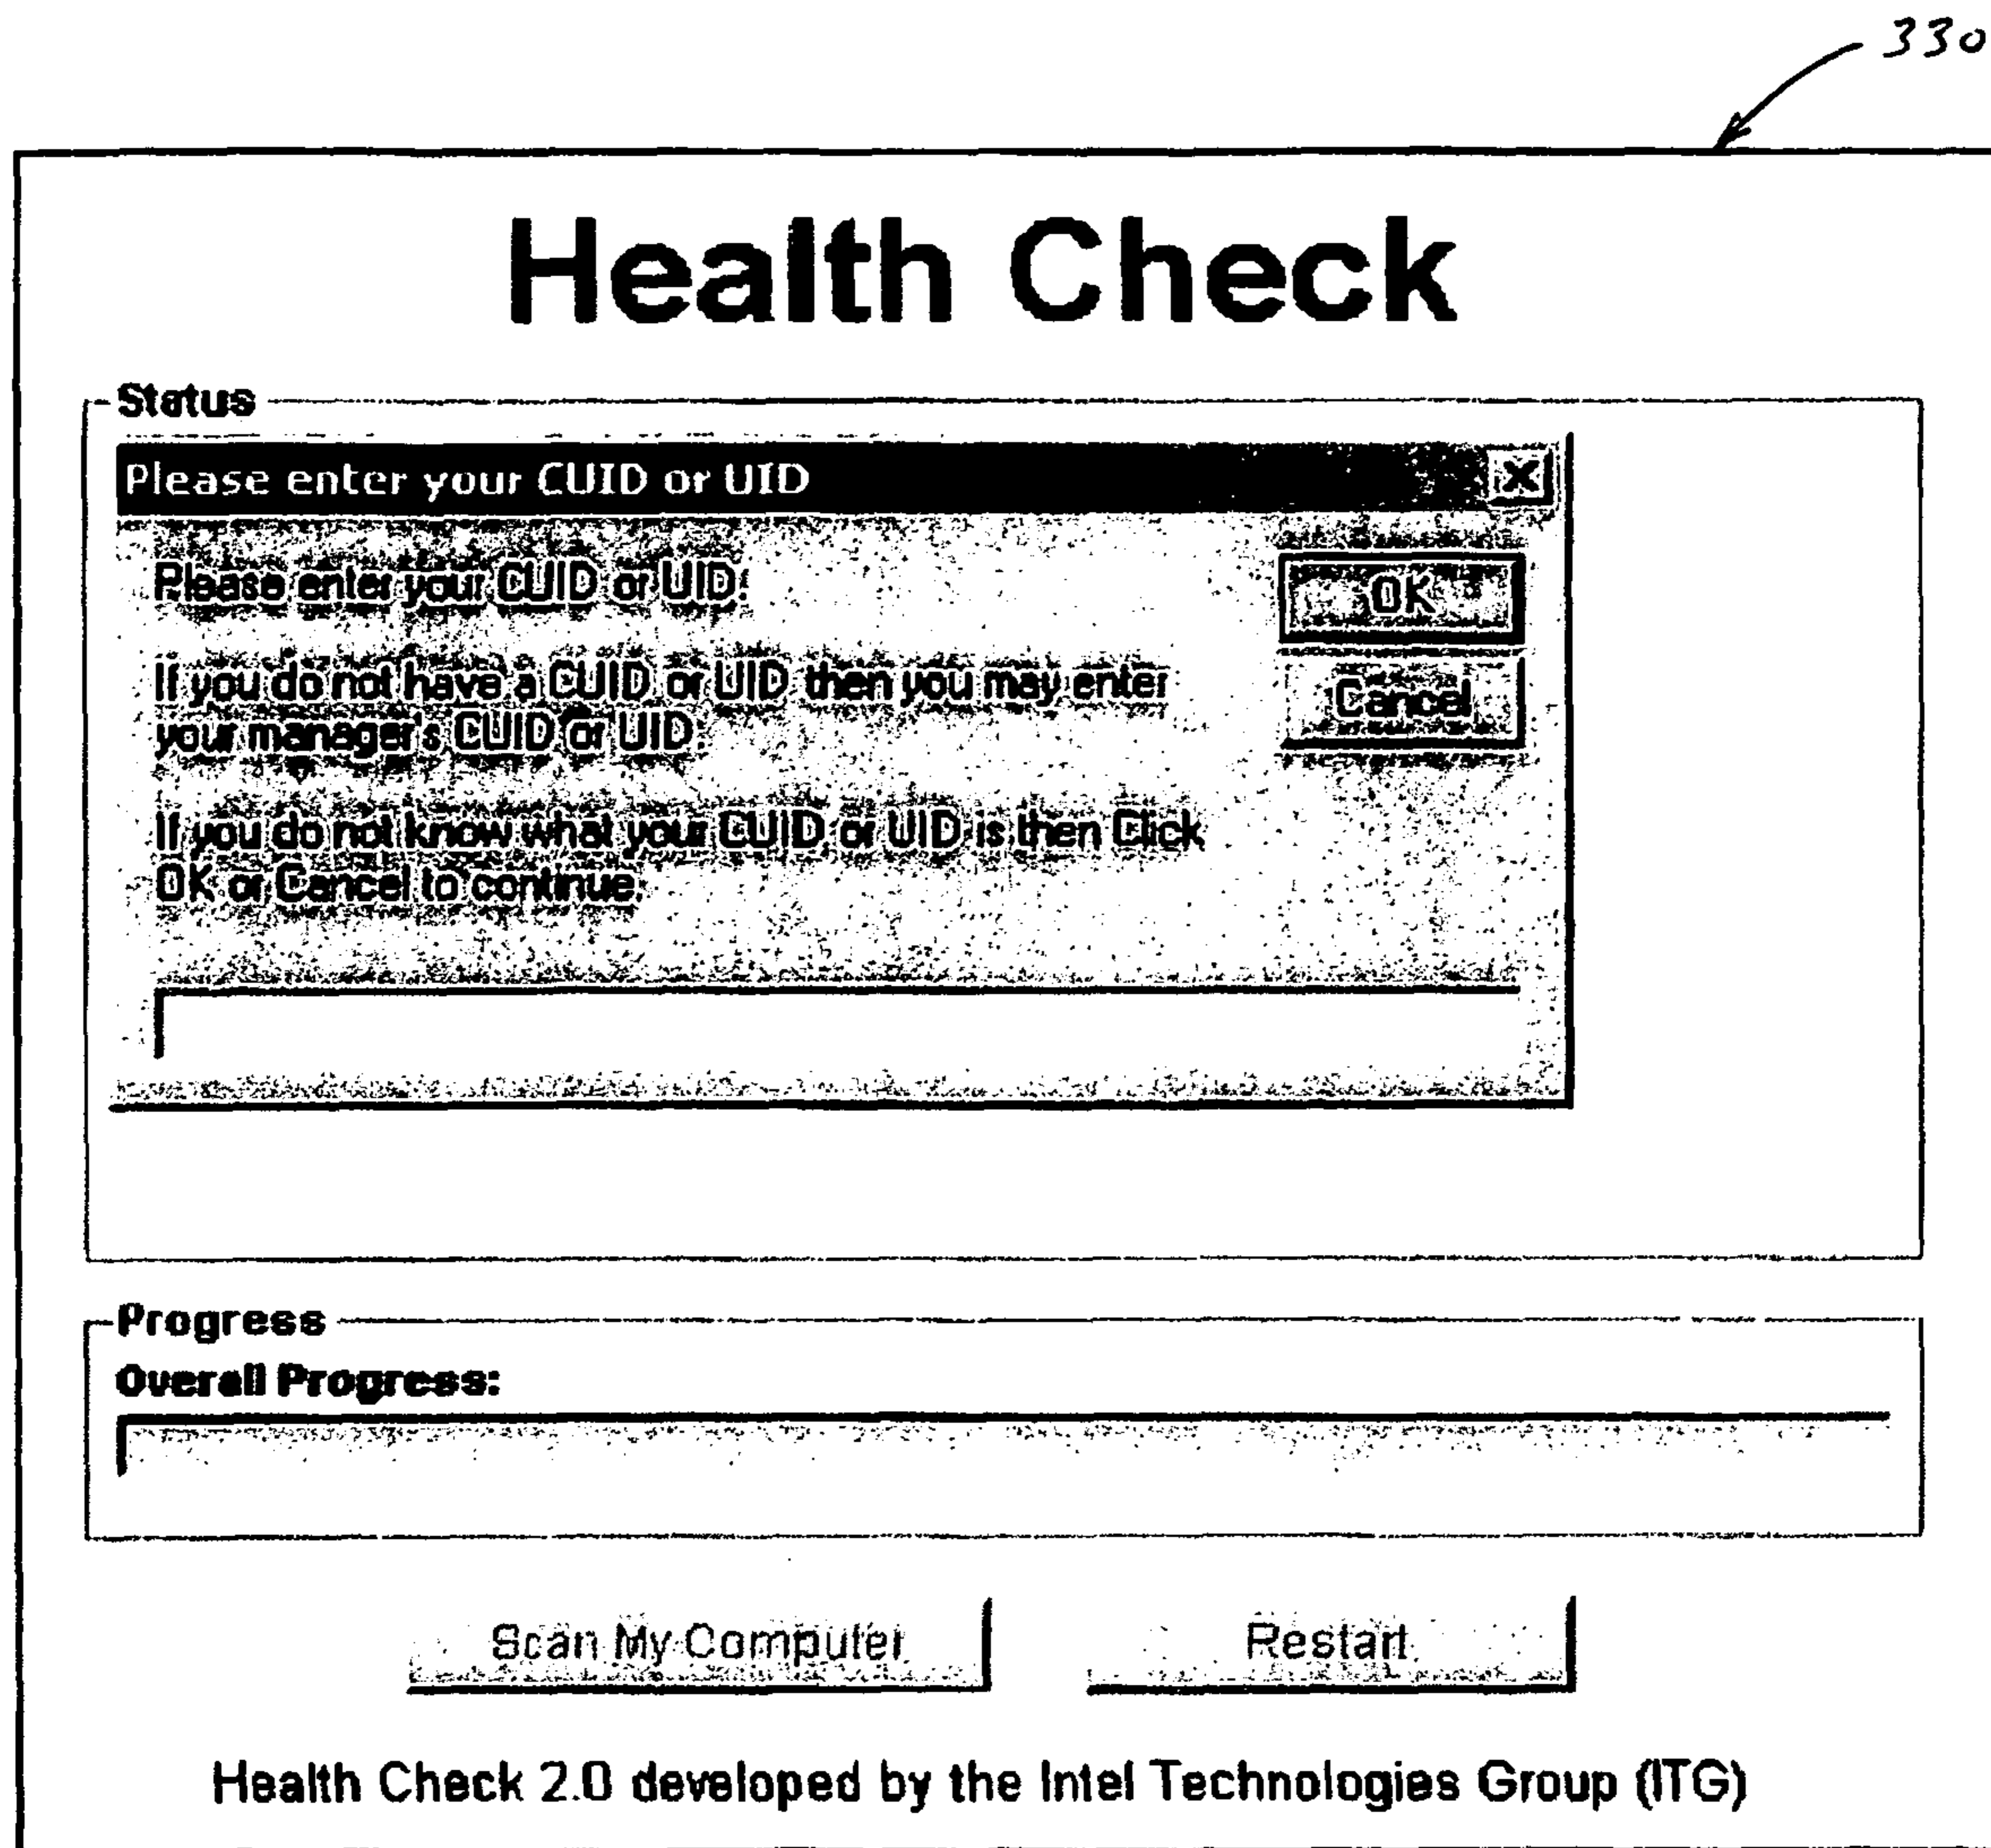 330
Health Check
Status
Please enter your CUID or UID
Please enter your CUID or UID.
OK
If you do not have a CUID or UID then you may enter
your manager's CUID or UID.
Cancel
If you do not know what your CUID or UID is then Click
OK or Cancel to continue.
Progress
Overall Progress:
Scan My Computer
Restart
Health Check 2.0 developed by the Intel Technologies Group (ITG)